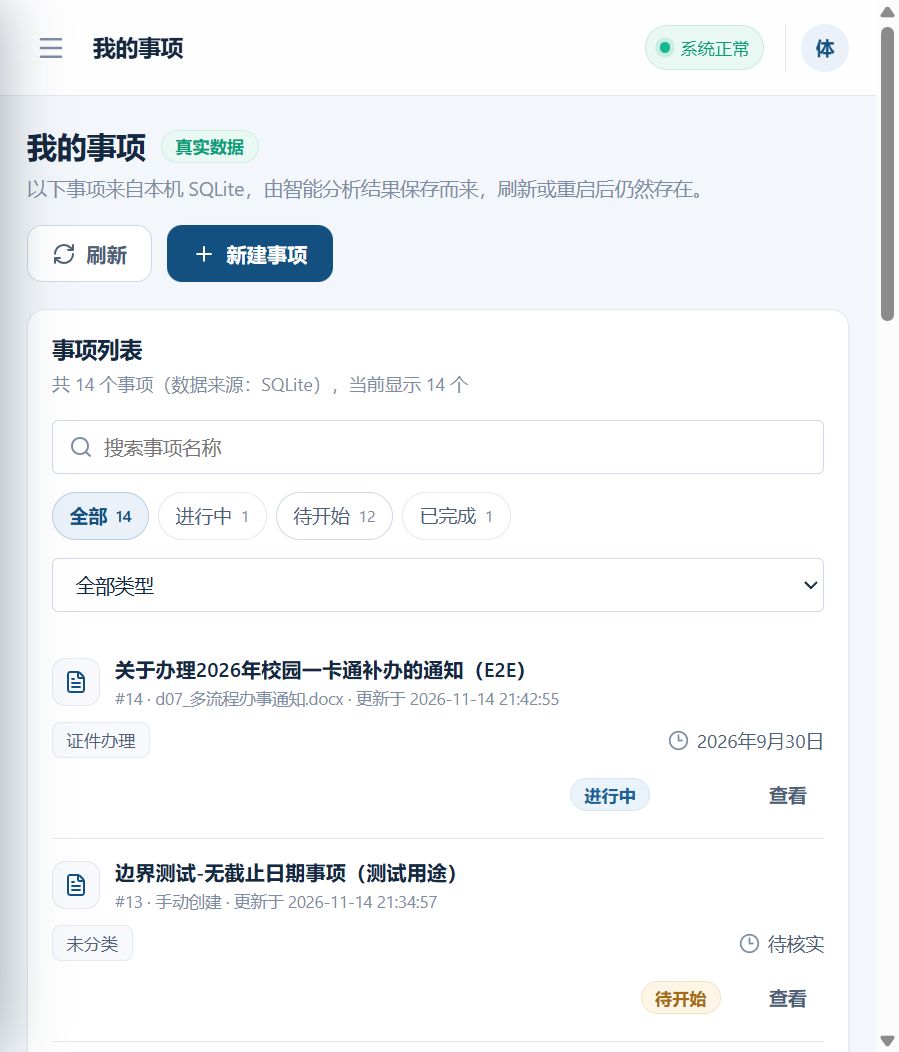 我的事项
系统正常
体
我的事项 真实数据
以下事项来自本机 SQLite，由智能分析结果保存而来，刷新或重启后仍然存在。
刷新
新建事项
事项列表
共 14 个事项（数据来源：SQLite），当前显示 14 个
搜索事项名称
全部 14 进行中 1 待开始 12 已完成 1
全部类型
关于办理2026年校园一卡通补办的通知（E2E）
#14 · d07_多流程办事通知.docx · 更新于 2026-11-14 21:42:55
证件办理 2026年9月30日
进行中 查看
边界测试-无截止日期事项（测试用途）
#13 · 手动创建 · 更新于 2026-11-14 21:34:57
未分类 待核实
待开始 查看